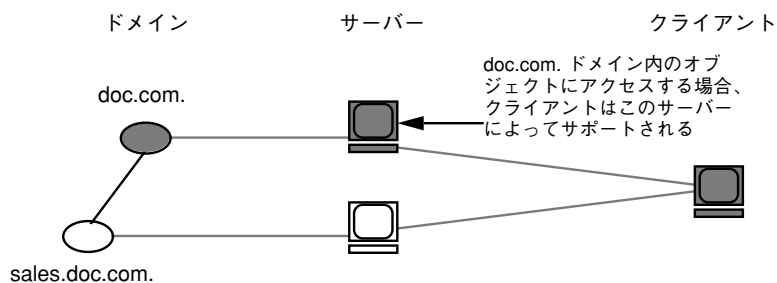 ドメイン
サーバー
クライアント
doc.com. ドメイン内のオブ
ジェクトにアクセスする場合、
クライアントはこのサーバー
によってサポートされる
doc.com.
sales.doc.com.